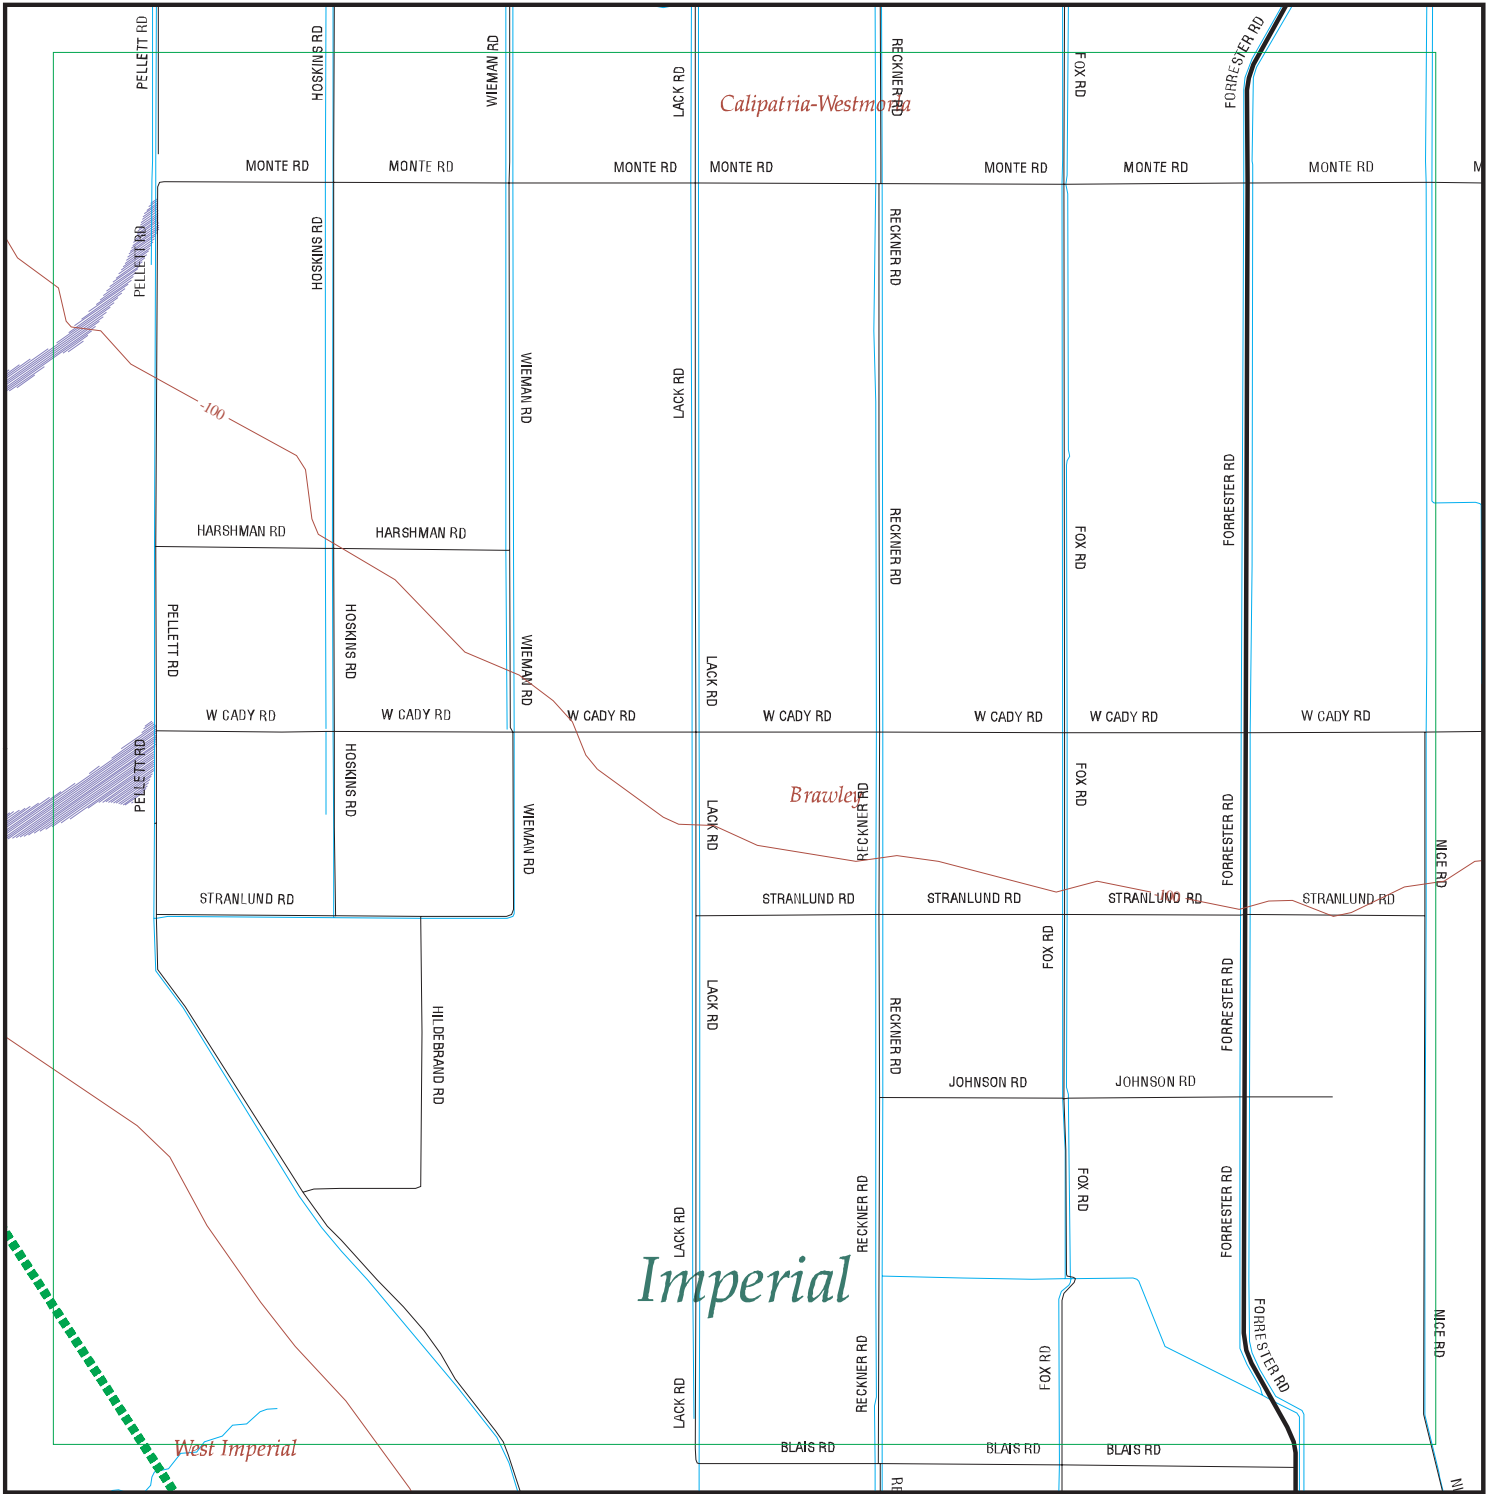 PELLETT RD
HOSKINS RD
WIEMAN RD
LACK RD
RECKNER RD
FOX RD
FORRESTER RD
Calipatria-Westmorla
MONTE RD
MONTE RD
MONTE RD
MONTE RD
MONTE RD
MONTE RD
MONTE RD
M
PELLETT RD
HOSKINS RD
RECKNER RD
WIEMAN RD
LACK RD
-100
FORRESTER RD
HARSHMAN RD
HARSHMAN RD
RECKNER RD
FOX RD
PELLETT RD
HOSKINS RD
WIEMAN RD
LACK RD
W CADY RD
W CADY RD
W CADY RD
W CADY RD
W CADY RD
W CADY RD
W CADY RD
PELLETT RD
HOSKINS RD
WIEMAN RD
LACK RD
Brawley
RECKNER RD
FOX RD
FORRESTER RD
NICE RD
STRANLUND RD
STRANLUND RD
STRANLUND RD
STRANLUND RD
-100
STRANLUND RD
FOX RD
LACK RD
RECKNER RD
FORRESTER RD
HILDEBRAND RD
JOHNSON RD
JOHNSON RD
LACK RD
RECKNER RD
FOX RD
FORRESTER RD
Imperial
LACK RD
RECKNER RD
FOX RD
FORRESTER RD
NICE RD
West Imperial
BLAIS RD
BLAIS RD
BLAIS RD
RE